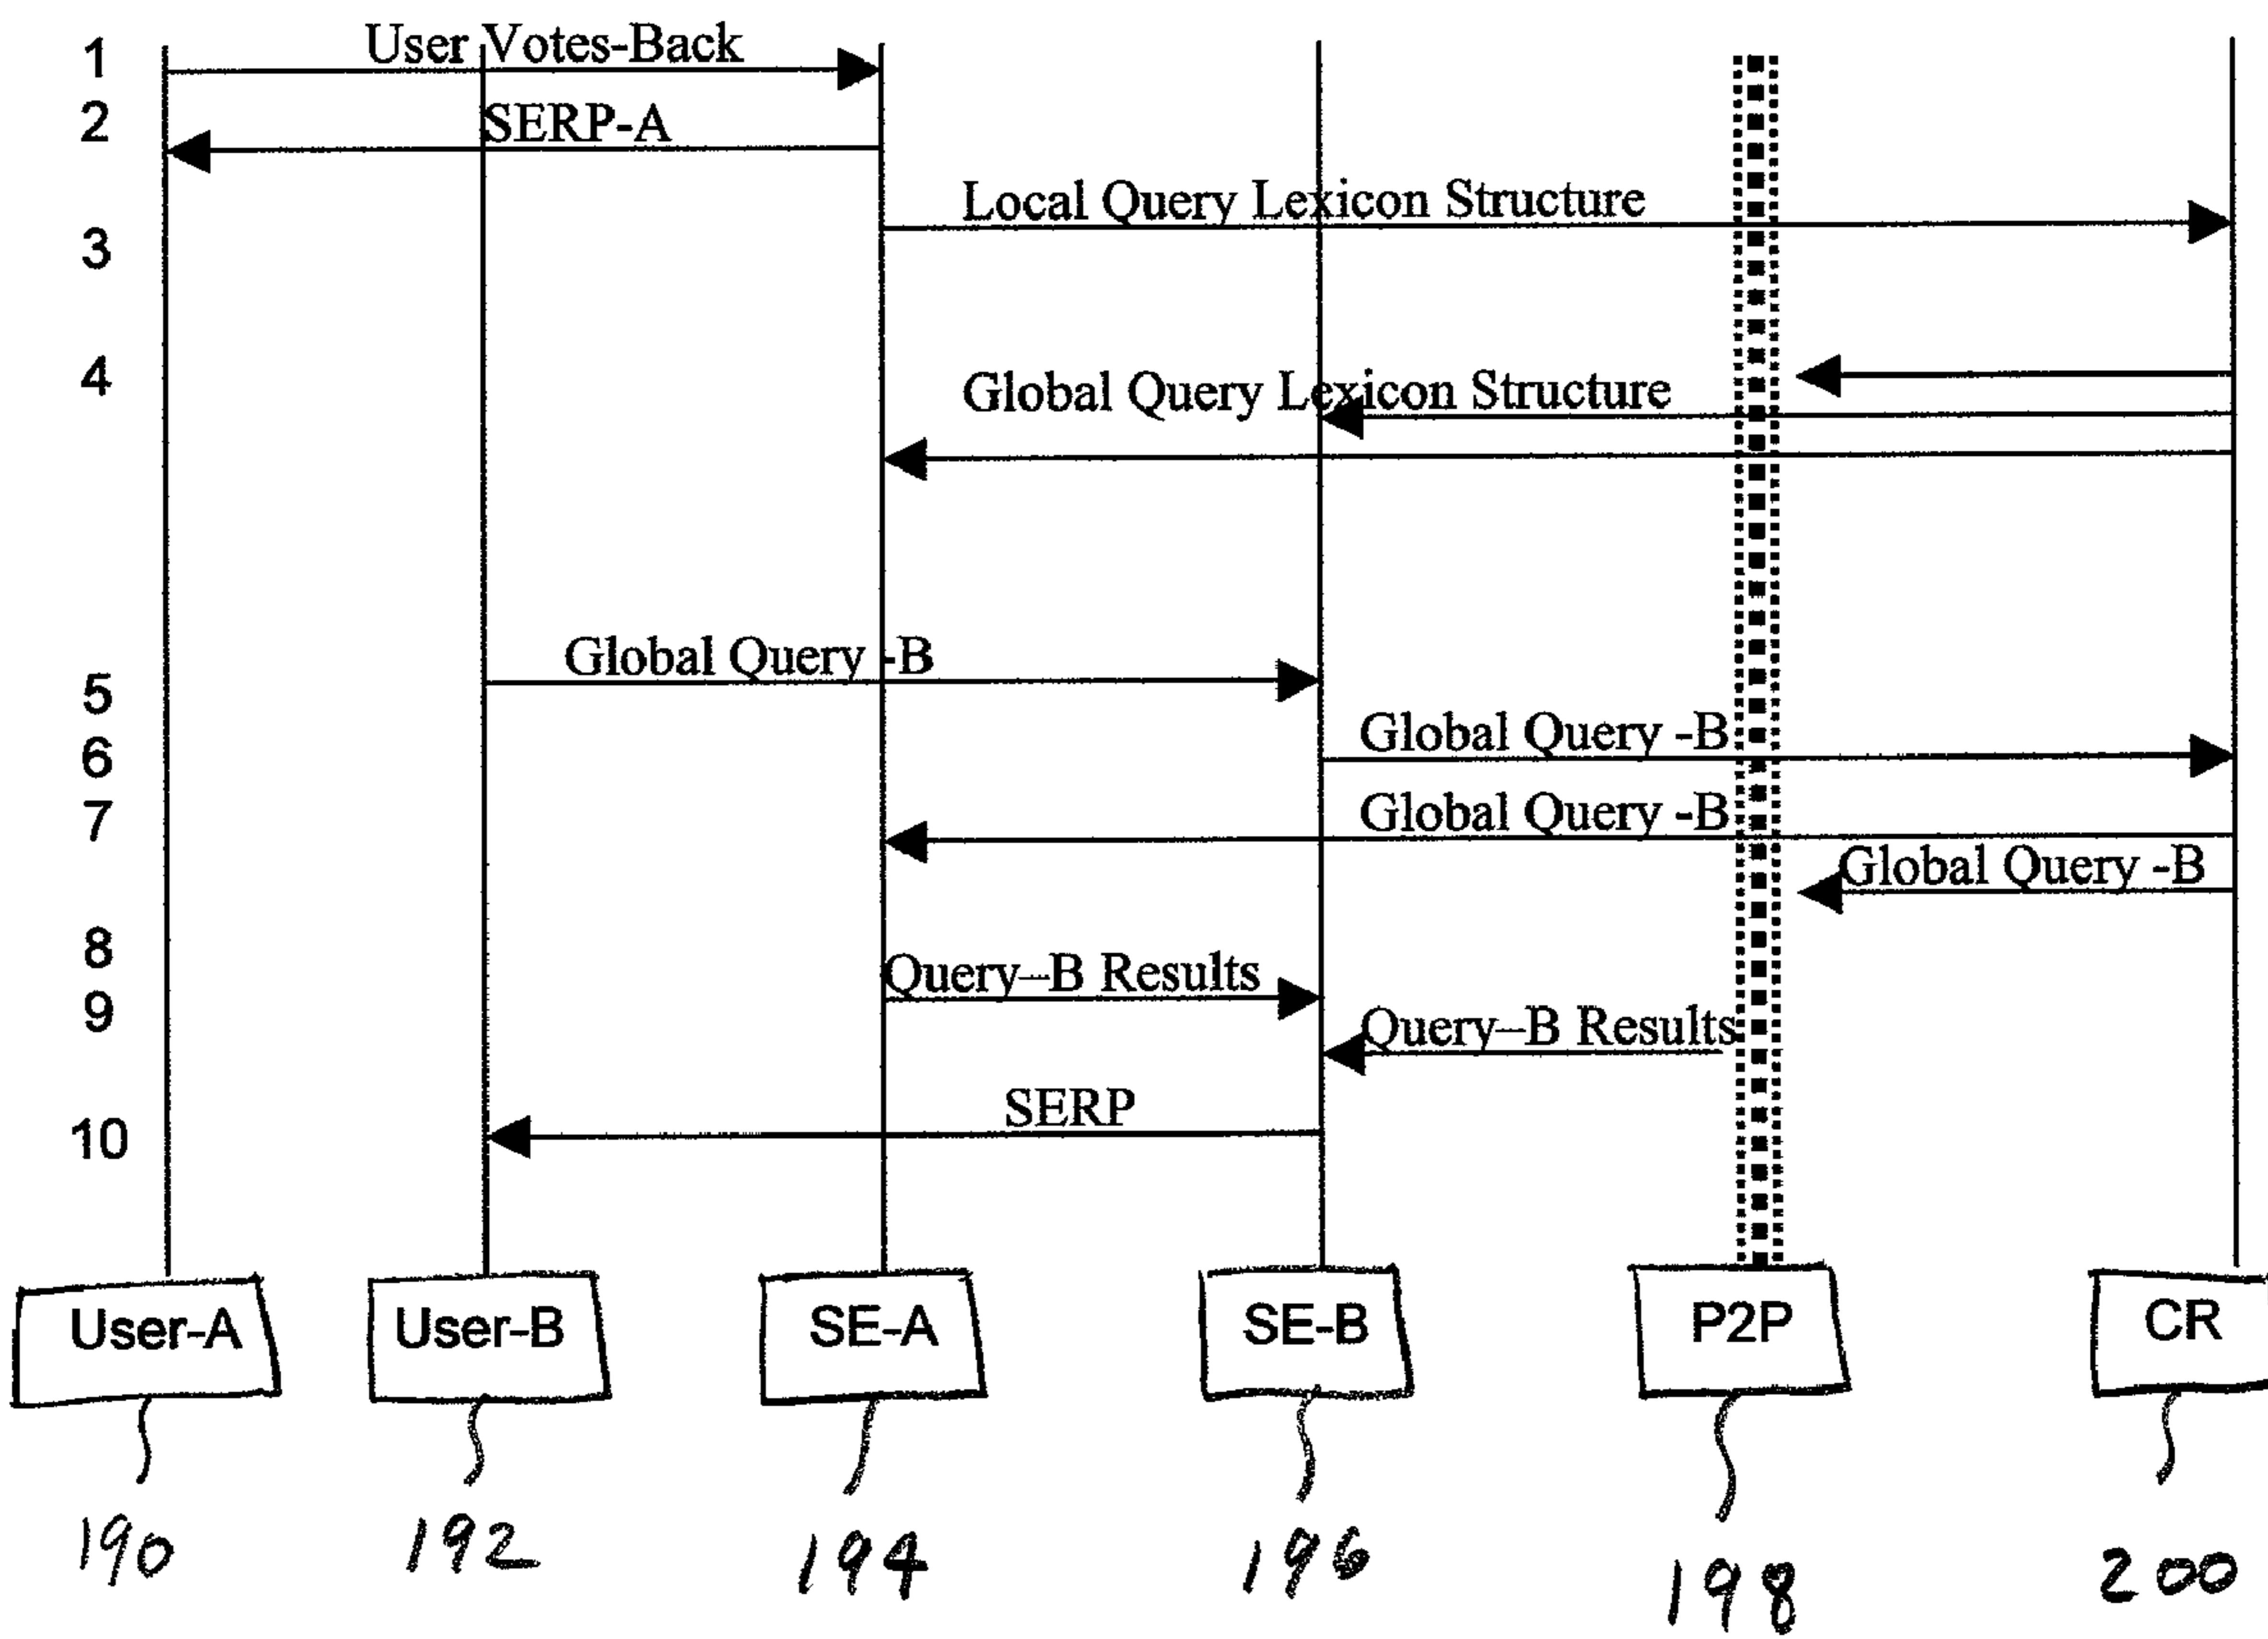 1 User Votes-Back
2 SERP-A
Local Query Lexicon Structure
3
4 Global Query Lexicon Structure
Global Query -B
5
6 Global Query -B
7 Global Query -B
Global Query -B
8
Query–B Results
9
Query–B Results
SERP
10
User-A User-B SE-A SE-B P2P CR
190 192 194 196 198 200